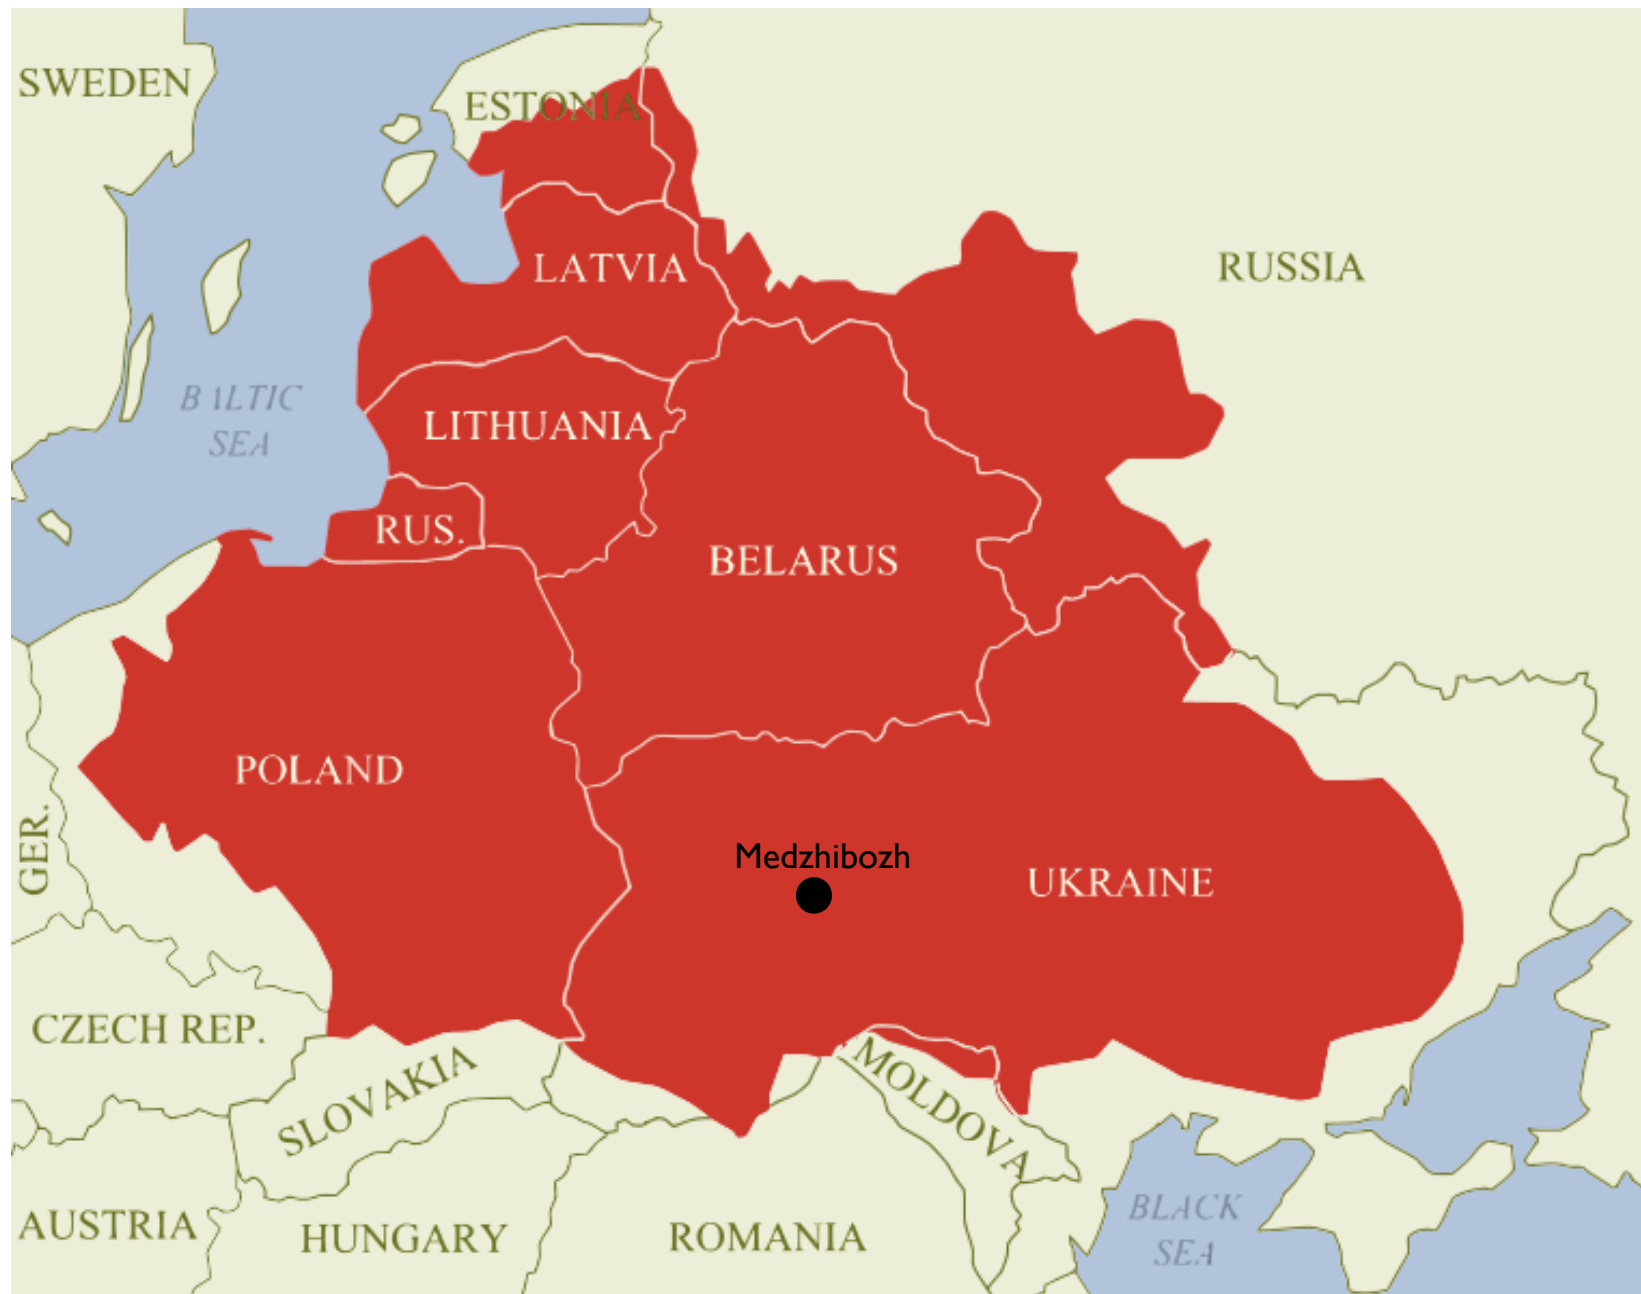 SWEDEN
ESTONIA
LATVIA
RUSSIA
BALTIC
SEA
LITHUANIA
RUS.
BELARUS
POLAND
GER.
Medzhibozh
UKRAINE
CZECH REP.
SLOVAKIA
MOLDOVA
AUSTRIA
HUNGARY
ROMANIA
BLACK
SEA